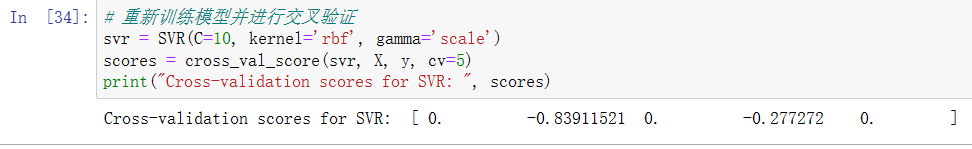 In [34]: # 重新训练模型并进行交叉验证
svr = SVR(C=10, kernel='rbf', gamma='scale')
scores = cross_val_score(svr, X, y, cv=5)
print("Cross-validation scores for SVR: ", scores)
Cross-validation scores for SVR:  [ 0.         -0.83911521  0.         -0.277272    0.        ]